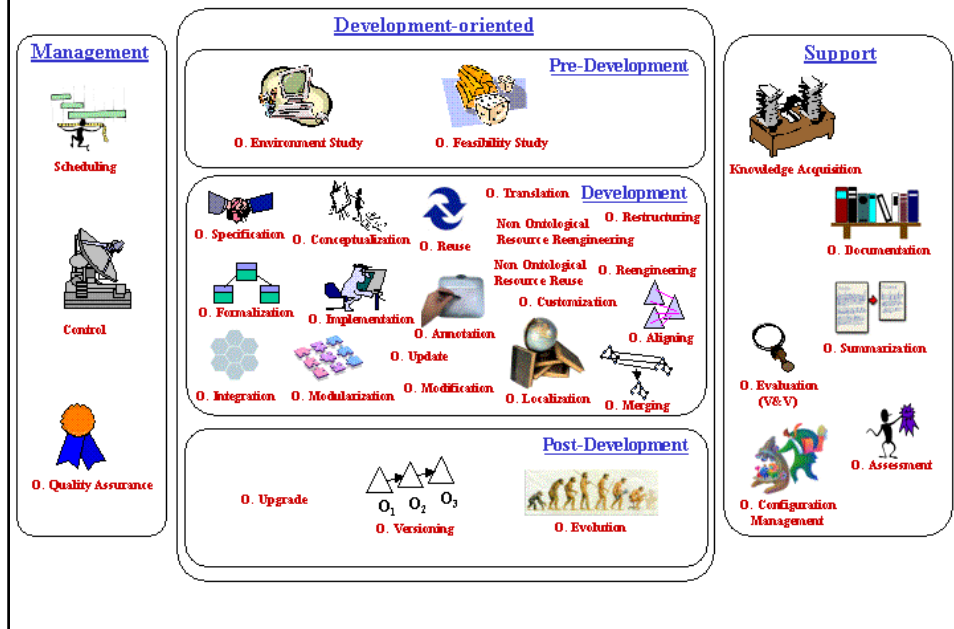 Development-oriented
Management
Scheduling
Control
O. Quality Assurance
Pre-Development
O. Environment Study
O. Feasibility Study
Development
O. Translation
O. Specification
O. Conceptualization
O. Reuse
Non Ontological
Resource Reengineering
O. Restructuring
Non Ontological
Resource Reuse
O. Reengineering
O. Customization
O. Formalization
O. Implementation
O. Annotation
O. Aligning
O. Update
O. Integration
O. Modularization
O. Modification
O. Localization
O. Merging
Post-Development
O. Upgrade
O1 O2 O3
O. Versioning
O. Evolution
Support
Knowledge Acquisition
O. Documentation
O. Summarization
O. Evaluation
(V&V)
O. Assessment
O. Configuration
Management